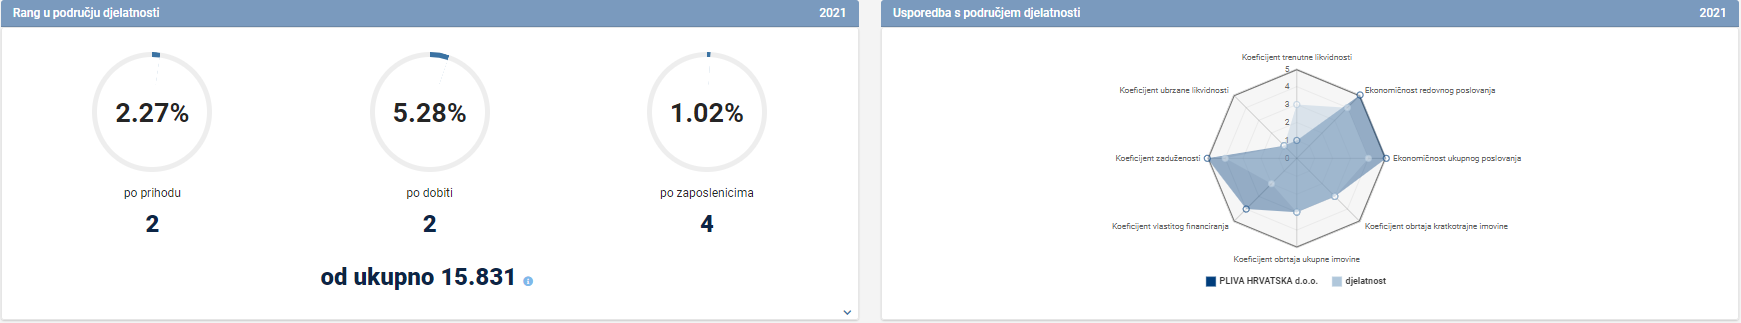 Rang u području djelatnosti 2021
2.27% 5.28% 1.02%
po prihodu po dobiti po zaposlenicima
2 2 4
od ukupno 15.831
Usporedba s područjem djelatnosti 2021
Koeficijent trenutne likvidnosti
5
Koeficijent ubrzane likvidnosti 4 Ekonomičnost redovnog poslovanja
3
2
1
Koeficijent zaduženosti 0 Ekonomičnost ukupnog poslovanja
Koeficijent vlastitog financiranja Koeficijent obrtaja kratkotrajne imovine
Koeficijent obrtaja ukupne imovine
PLIVA HRVATSKA d.o.o. djelatnost